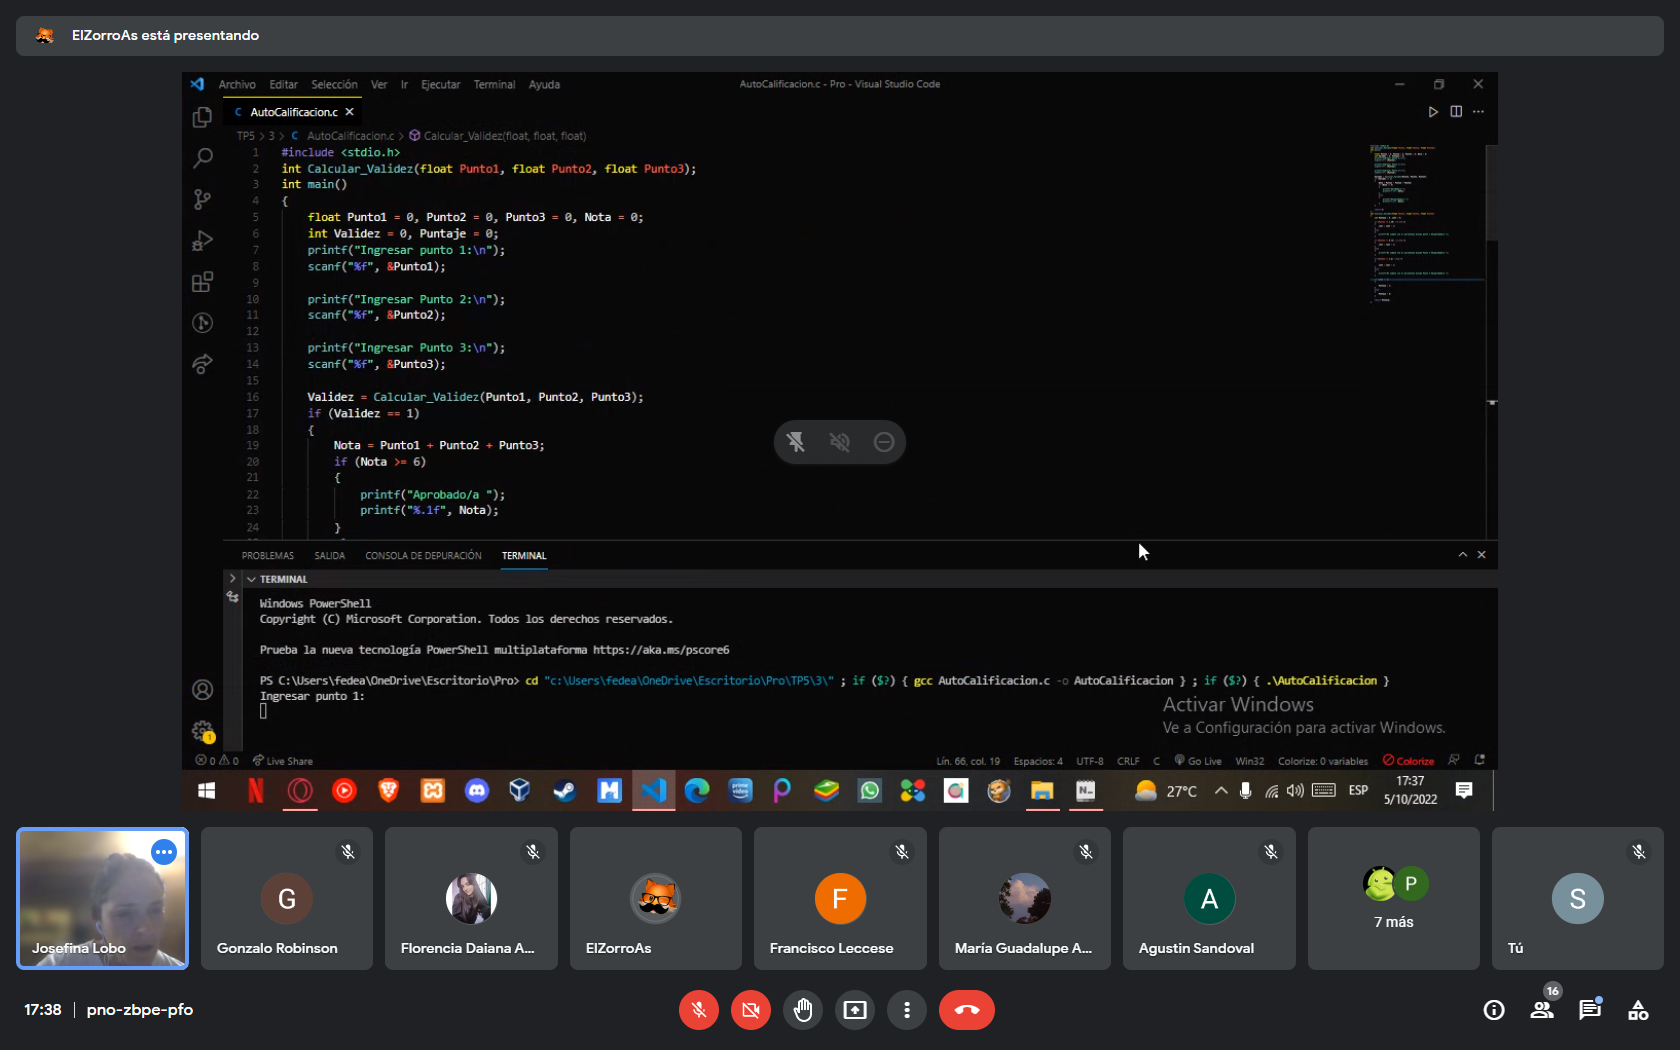 ElZorroAs está presentando
Archivo Editar Selección Ver Ir Ejecutar Terminal Ayuda
AutoCalificacion.c - Pro - Visual Studio Code
C AutoCalificacion.c
TP5 > 3 > C AutoCalificacion.c > Calcular_Validez(float, float, float)
1 #include <stdio.h>
2 int Calcular_Validez(float Punto1, float Punto2, float Punto3);
3 int main()
4 {
5 float Punto1 = 0, Punto2 = 0, Punto3 = 0, Nota = 0;
6 int Validez = 0, Puntaje = 0;
7 printf("Ingresar punto 1:\n");
8 scanf("%f", &Punto1);
9
10 printf("Ingresar Punto 2:\n");
11 scanf("%f", &Punto2);
12
13 printf("Ingresar Punto 3:\n");
14 scanf("%f", &Punto3);
15
16 Validez = Calcular_Validez(Punto1, Punto2, Punto3);
17 if (Validez == 1)
18 {
19 Nota = Punto1 + Punto2 + Punto3;
20 if (Nota >= 6)
21 {
22 printf("Aprobado/a ");
23 printf("%.1f", Nota);
24 }
PROBLEMAS SALIDA CONSOLA DE DEPURACIÓN TERMINAL
TERMINAL
Windows PowerShell
Copyright (C) Microsoft Corporation. Todos los derechos reservados.
Prueba la nueva tecnología PowerShell multiplataforma https://aka.ms/pscore6
PS C:\Users\fedea\OneDrive\Escritorio\Pro> cd "c:\Users\fedea\OneDrive\Escritorio\Pro\TP5\3\" ; if ($?) { gcc AutoCalificacion.c -o AutoCalificacion } ; if ($?) { .\AutoCalificacion }
Ingresar punto 1:
Activar Windows
Ve a Configuración para activar Windows.
1
0 0 Live Share
Lín. 66, col. 19 Espacios: 4 UTF-8 CRLF C Go Live Win32 Colorize: 0 variables Colorize
27°C ESP
17:37
5/10/2022
G F A P S
7 más
Josefina Lobo
Gonzalo Robinson
Florencia Daiana A...
ElZorroAs
Francisco Leccese
María Guadalupe A...
Agustin Sandoval
Tú
17:38 | pno-zbpe-pfo
16